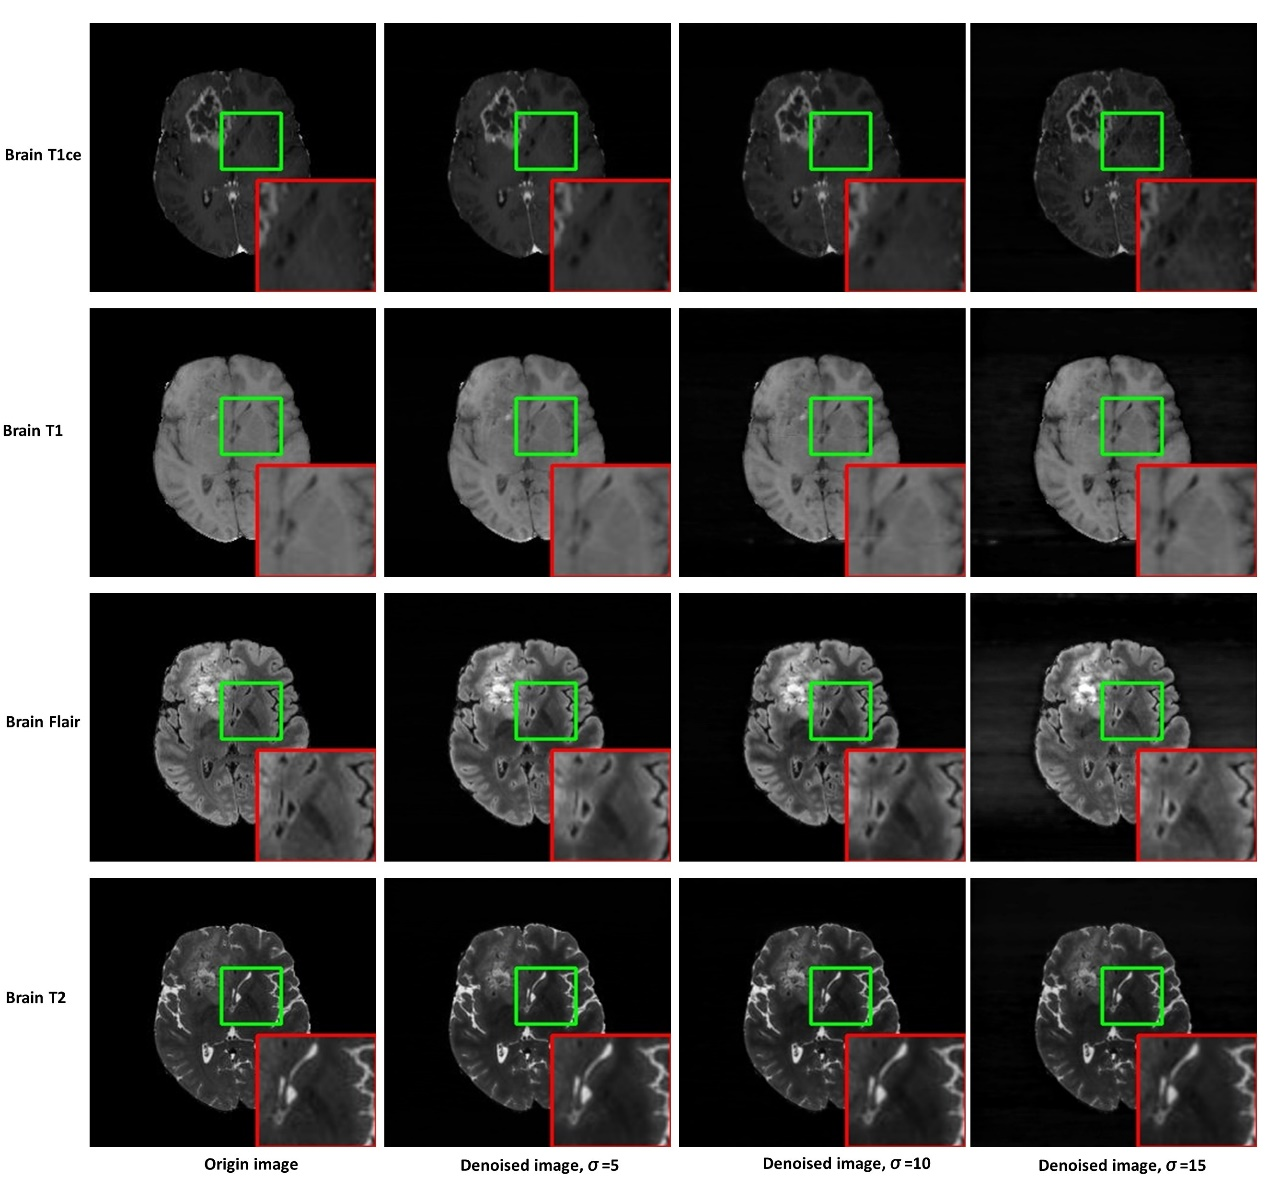 Brain T1ce
Brain T1
Brain Flair
Brain T2
Origin image
Denoised image, σ=5
Denoised image, σ=10
Denoised image, σ=15